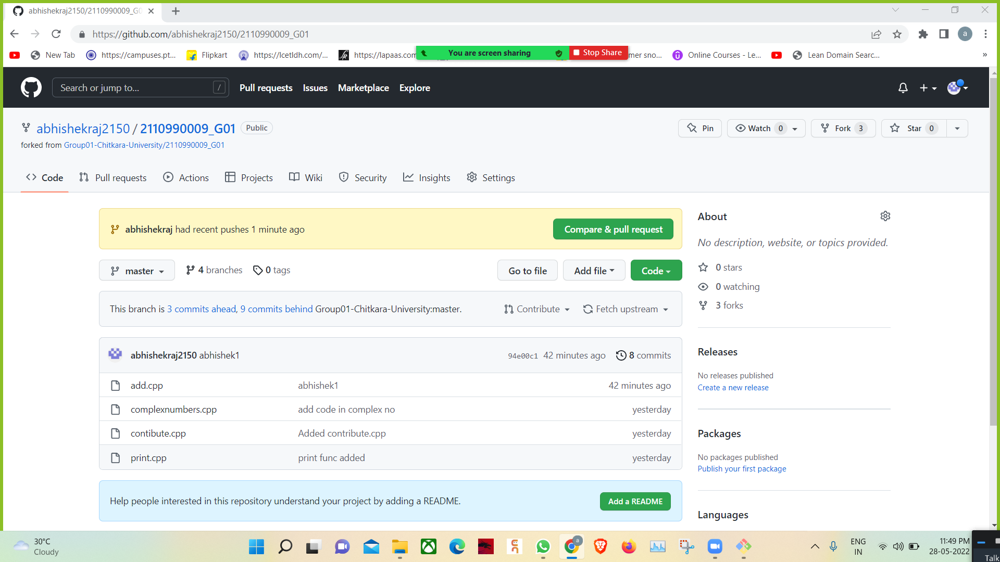 abhishekraj2150/2110990009_G0
https://github.com/abhishekraj2150/2110990009_G01
a
New Tab
https://campuses.pt...
Flipkart
https://lcetldh.com/...
https://lapaas.com
You are screen sharing
Stop Share
mer sno...
Online Courses - Le...
Lean Domain Searc...
»
Search or jump to...
/
Pull requests
Issues
Marketplace
Explore
abhishekraj2150 / 2110990009_G01
Public
Pin
Watch 0
Fork 3
Star 0
forked from Group01-Chitkara-University/2110990009_G01
Code
Pull requests
Actions
Projects
Wiki
Security
Insights
Settings
abhishekraj had recent pushes 1 minute ago
Compare & pull request
master
4 branches
0 tags
Go to file
Add file
Code
This branch is 3 commits ahead, 9 commits behind Group01-Chitkara-University:master.
Contribute
Fetch upstream
abhishekraj2150 abhishek1
94e00c1 42 minutes ago
8 commits
add.cpp abhishek1 42 minutes ago
complexnumbers.cpp add code in complex no yesterday
contibute.cpp Added contribute.cpp yesterday
print.cpp print func added yesterday
Help people interested in this repository understand your project by adding a README.
Add a README
About
No description, website, or topics provided.
0 stars
0 watching
3 forks
Releases
No releases published
Create a new release
Packages
No packages published
Publish your first package
Languages
30°C
Cloudy
a
ENG
IN
11:49 PM
28-05-2022
Talk